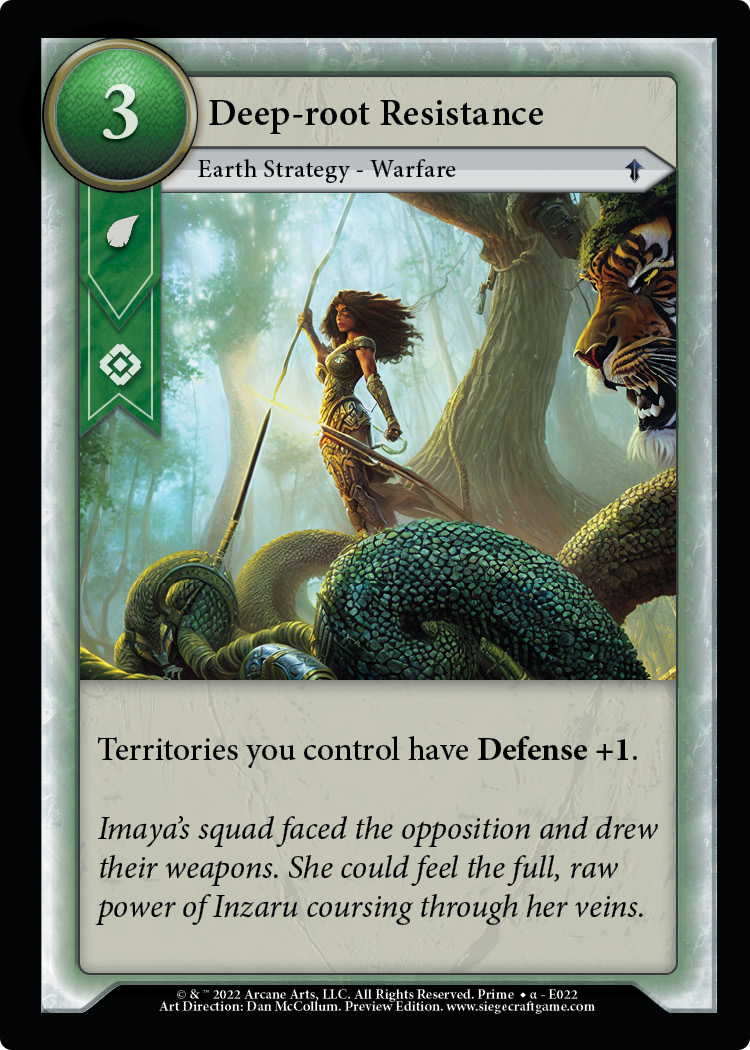 3
Deep-root Resistance
Earth Strategy - Warfare
Territories you control have Defense +1.
Imaya's squad faced the opposition and drew
their weapons. She could feel the full, raw
power of Inzaru coursing through her veins.
© & ™ 2022 Arcane Arts, LLC. All Rights Reserved. Prime ⬥ α - E022
Art Direction: Dan McCollum. Preview Edition. www.siegecraftgame.com